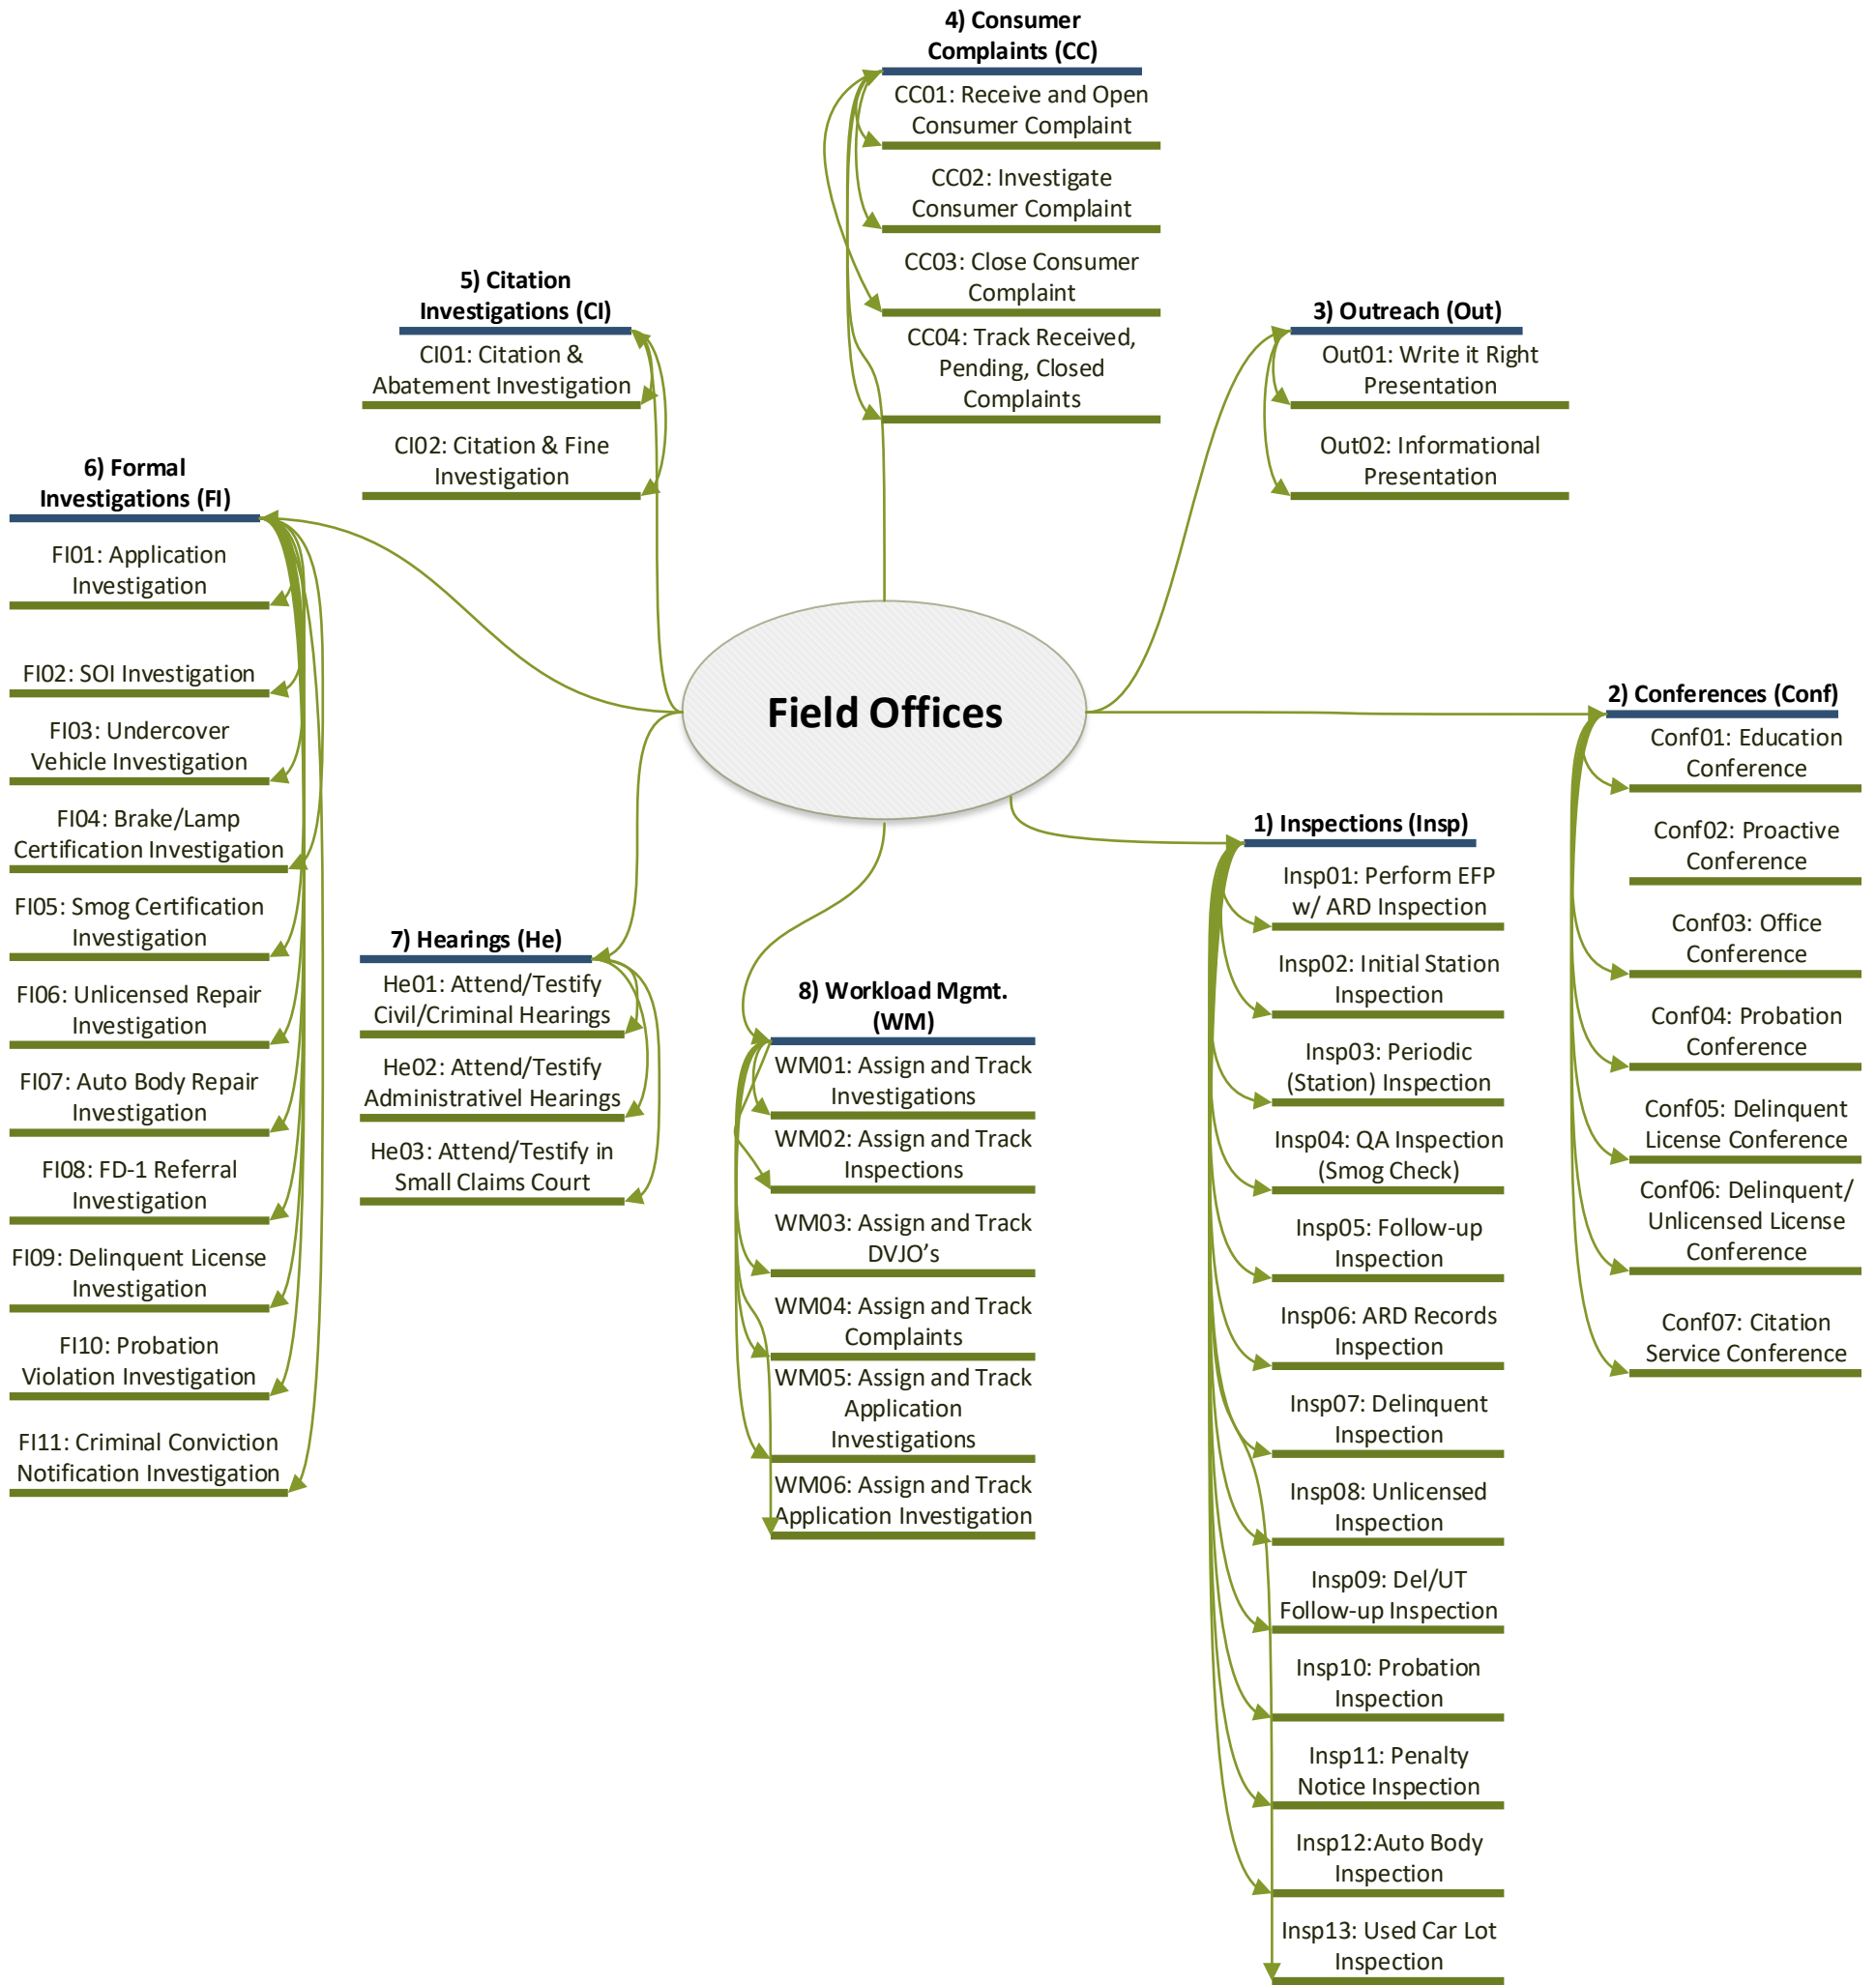 4) Consumer
Complaints (CC)
CC01: Receive and Open
Consumer Complaint
CC02: Investigate
Consumer Complaint
CC03: Close Consumer
Complaint
CC04: Track Received,
Pending, Closed
Complaints
5) Citation
Investigations (CI)
CI01: Citation &
Abatement Investigation
CI02: Citation & Fine
Investigation
3) Outreach (Out)
Out01: Write it Right
Presentation
Out02: Informational
Presentation
6) Formal
Investigations (FI)
FI01: Application
Investigation
FI02: SOI Investigation
FI03: Undercover
Vehicle Investigation
FI04: Brake/Lamp
Certification Investigation
FI05: Smog Certification
Investigation
FI06: Unlicensed Repair
Investigation
FI07: Auto Body Repair
Investigation
FI08: FD-1 Referral
Investigation
FI09: Delinquent License
Investigation
FI10: Probation
Violation Investigation
FI11: Criminal Conviction
Notification Investigation
Field Offices
2) Conferences (Conf)
Conf01: Education
Conference
Conf02: Proactive
Conference
Conf03: Office
Conference
Conf04: Probation
Conference
Conf05: Delinquent
License Conference
Conf06: Delinquent/
Unlicensed License
Conference
Conf07: Citation
Service Conference
1) Inspections (Insp)
Insp01: Perform EFP
w/ ARD Inspection
Insp02: Initial Station
Inspection
Insp03: Periodic
(Station) Inspection
Insp04: QA Inspection
(Smog Check)
Insp05: Follow-up
Inspection
Insp06: ARD Records
Inspection
Insp07: Delinquent
Inspection
Insp08: Unlicensed
Inspection
Insp09: Del/UT
Follow-up Inspection
Insp10: Probation
Inspection
Insp11: Penalty
Notice Inspection
Insp12:Auto Body
Inspection
Insp13: Used Car Lot
Inspection
7) Hearings (He)
He01: Attend/Testify
Civil/Criminal Hearings
He02: Attend/Testify
Administrativel Hearings
He03: Attend/Testify in
Small Claims Court
8) Workload Mgmt.
(WM)
WM01: Assign and Track
Investigations
WM02: Assign and Track
Inspections
WM03: Assign and Track
DVJO’s
WM04: Assign and Track
Complaints
WM05: Assign and Track
Application
Investigations
WM06: Assign and Track
Application Investigation